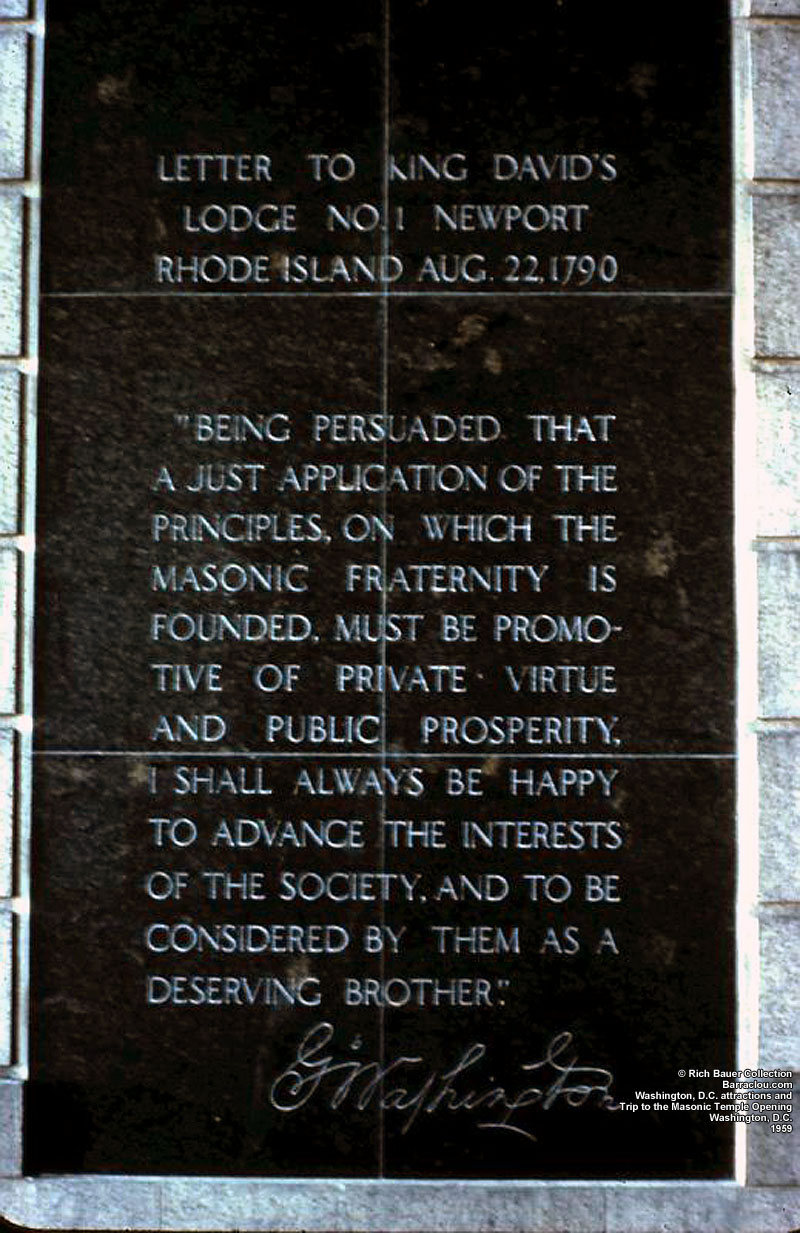 LETTER TO KING DAVID'S
LODGE NO. 1 NEWPORT
RHODE ISLAND AUG. 22, 1790
"BEING PERSUADED THAT
A JUST APPLICATION OF THE
PRINCIPLES, ON WHICH THE
MASONIC FRATERNITY IS
FOUNDED, MUST BE PROMO-
TIVE OF PRIVATE VIRTUE
AND PUBLIC PROSPERITY,
I SHALL ALWAYS BE HAPPY
TO ADVANCE THE INTERESTS
OF THE SOCIETY, AND TO BE
CONSIDERED BY THEM AS A
DESERVING BROTHER."
Go Washington
© Rich Bauer Collection
Barraclou.com
Washington, D.C. attractions and
Trip to the Masonic Temple Opening
Washington, D.C.
1959